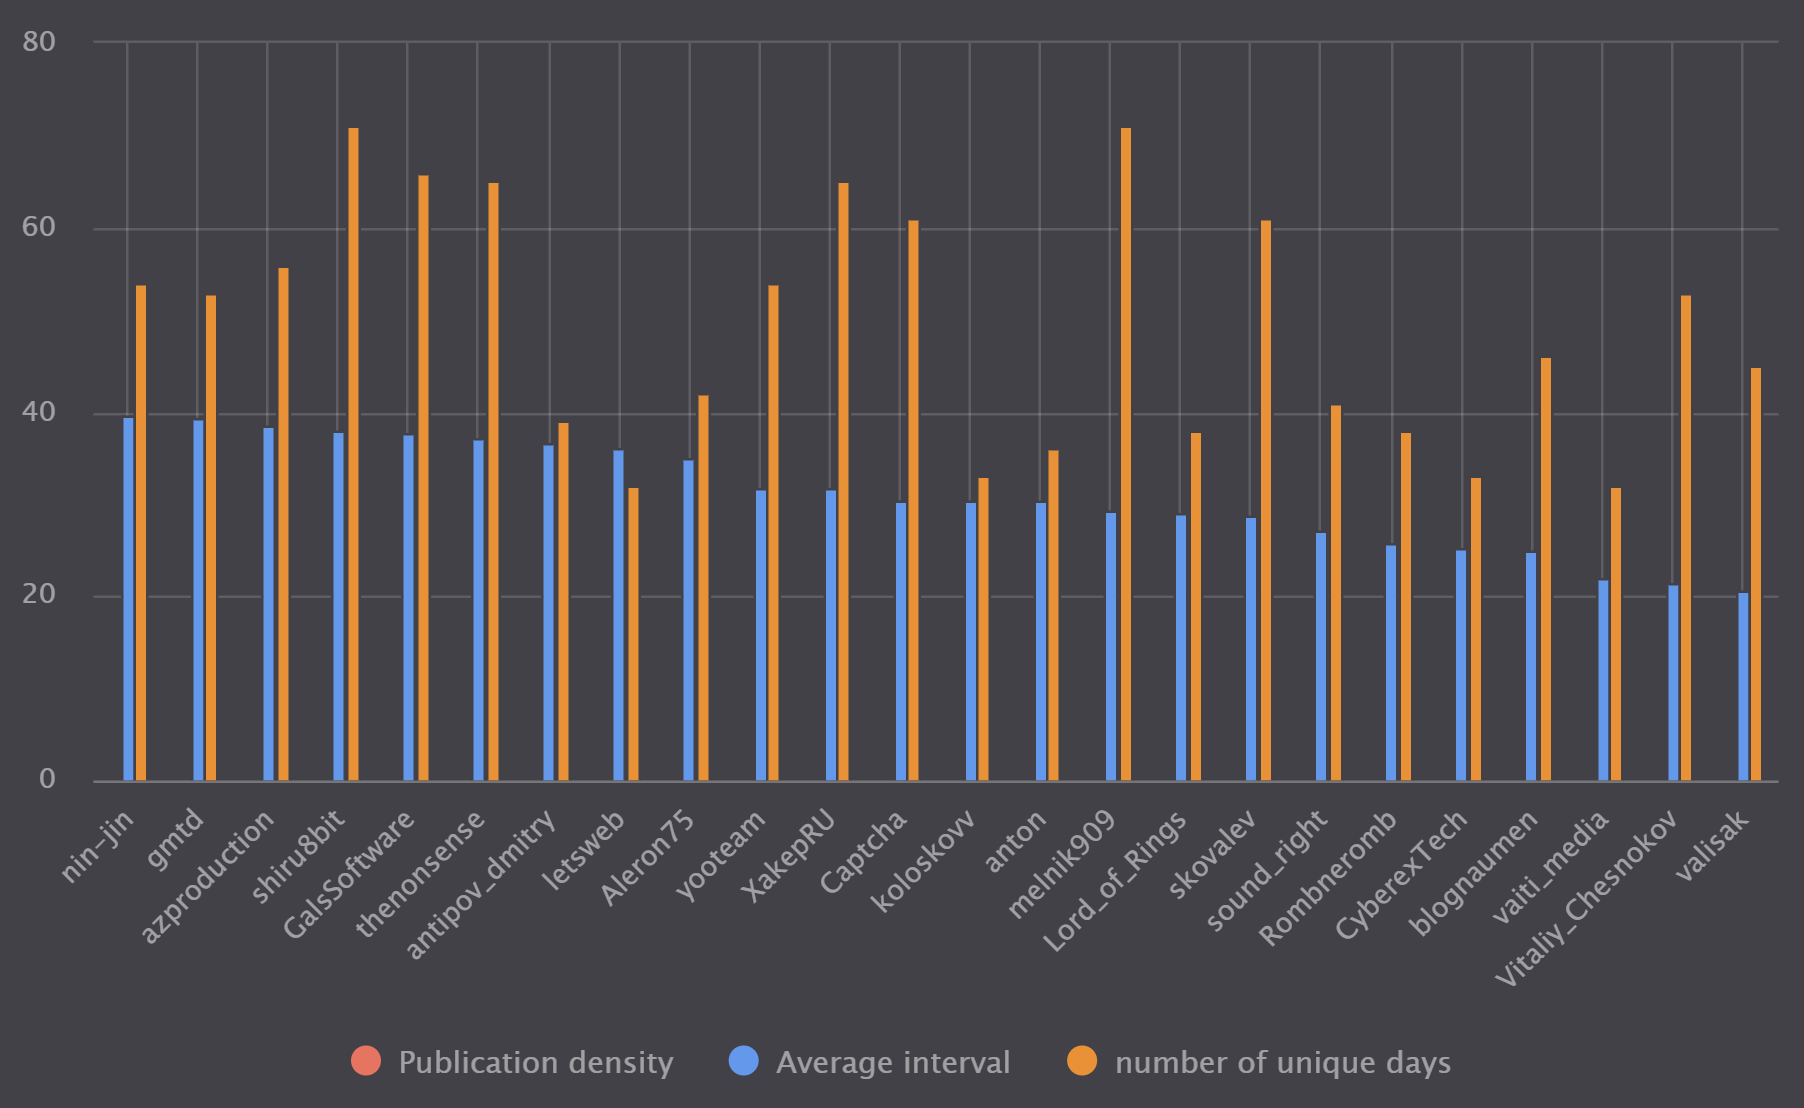 80
60
40
20
0
nin-jin
gmtd
azproduction
shiru8bit
GalsSoftware
thenonsense
antipov_dmitry
letsweb
Aleron75
yooteam
XakepRU
Captcha
koloskovv
anton
melnik909
Lord_of_Rings
skovalev
sound_right
Rombneromb
CyberexTech
blognaumen
vaiti_media
Vitaliy_Chesnokov
valisak
Publication density
Average interval
number of unique days